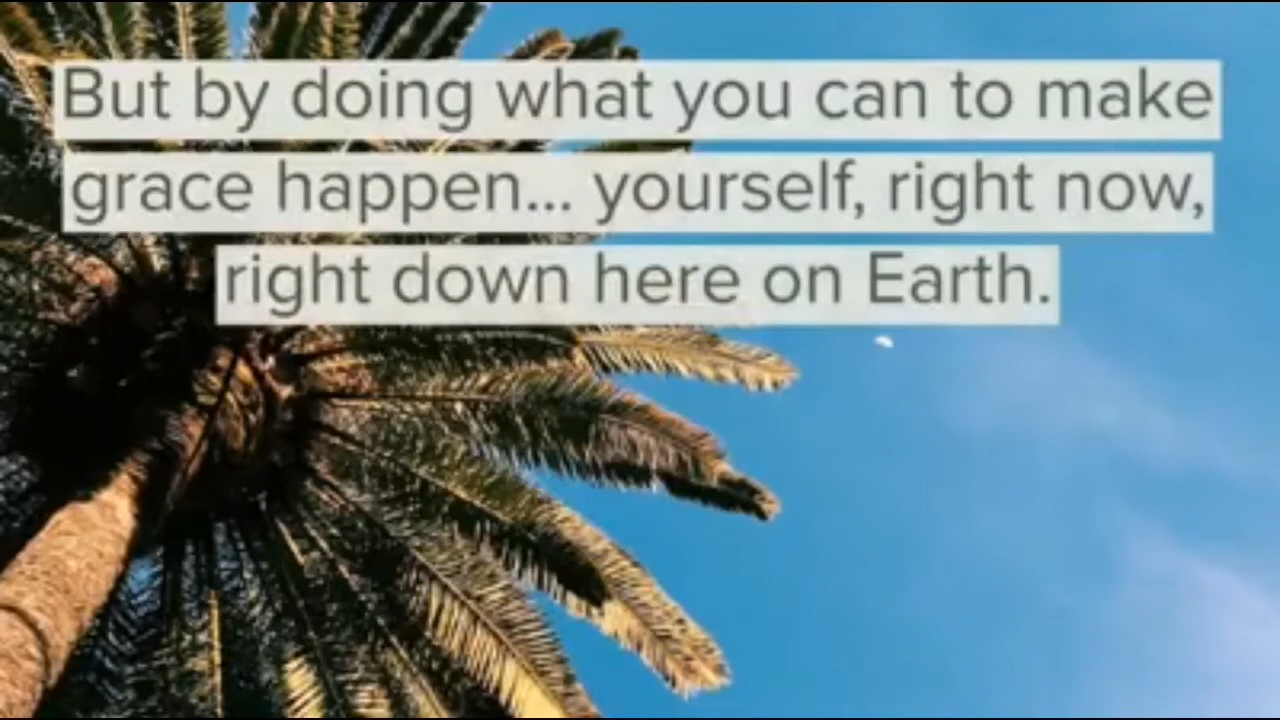 But by doing what you can to make
grace happen... yourself, right now,
right down here on Earth.